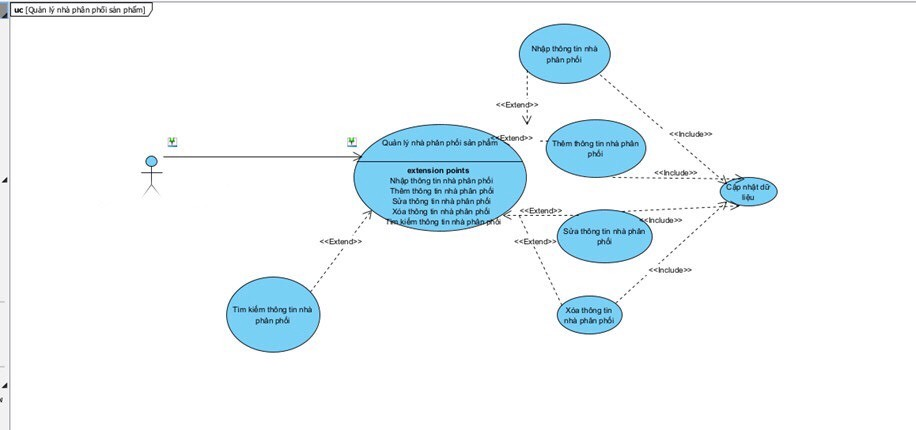 uc [Quản lý nhà phân phối sản phẩm]
Nhập thông tin nhà
phân phối
<<Extend>>
<<Include>>
<<Extend>>
Quản lý nhà phân phối sản phẩm
Thêm thông tin nhà phân
phối
extension points
Nhập thông tin nhà phân phối
Thêm thông tin nhà phân phối
Sửa thông tin nhà phân phối
Xóa thông tin nhà phân phối
Tìm kiếm thông tin nhà phân phối
<<Include>>
Cập nhật dữ
liệu
<<Extend>>
<<Include>>
Sửa thông tin nhà phân
phối
<<Extend>>
<<Extend>>
<<Include>>
Tìm kiếm thông tin nhà
phân phối
Xóa thông tin
nhà phân phối